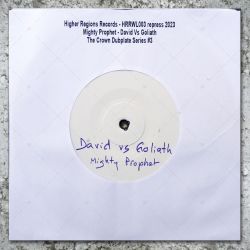 Higher Regions Records - HRRWL003 repress 2023
Mighty Prophet - David Vs Goliath
The Crown Dubplate Series #3
David vs Goliath
Mighty Prophet